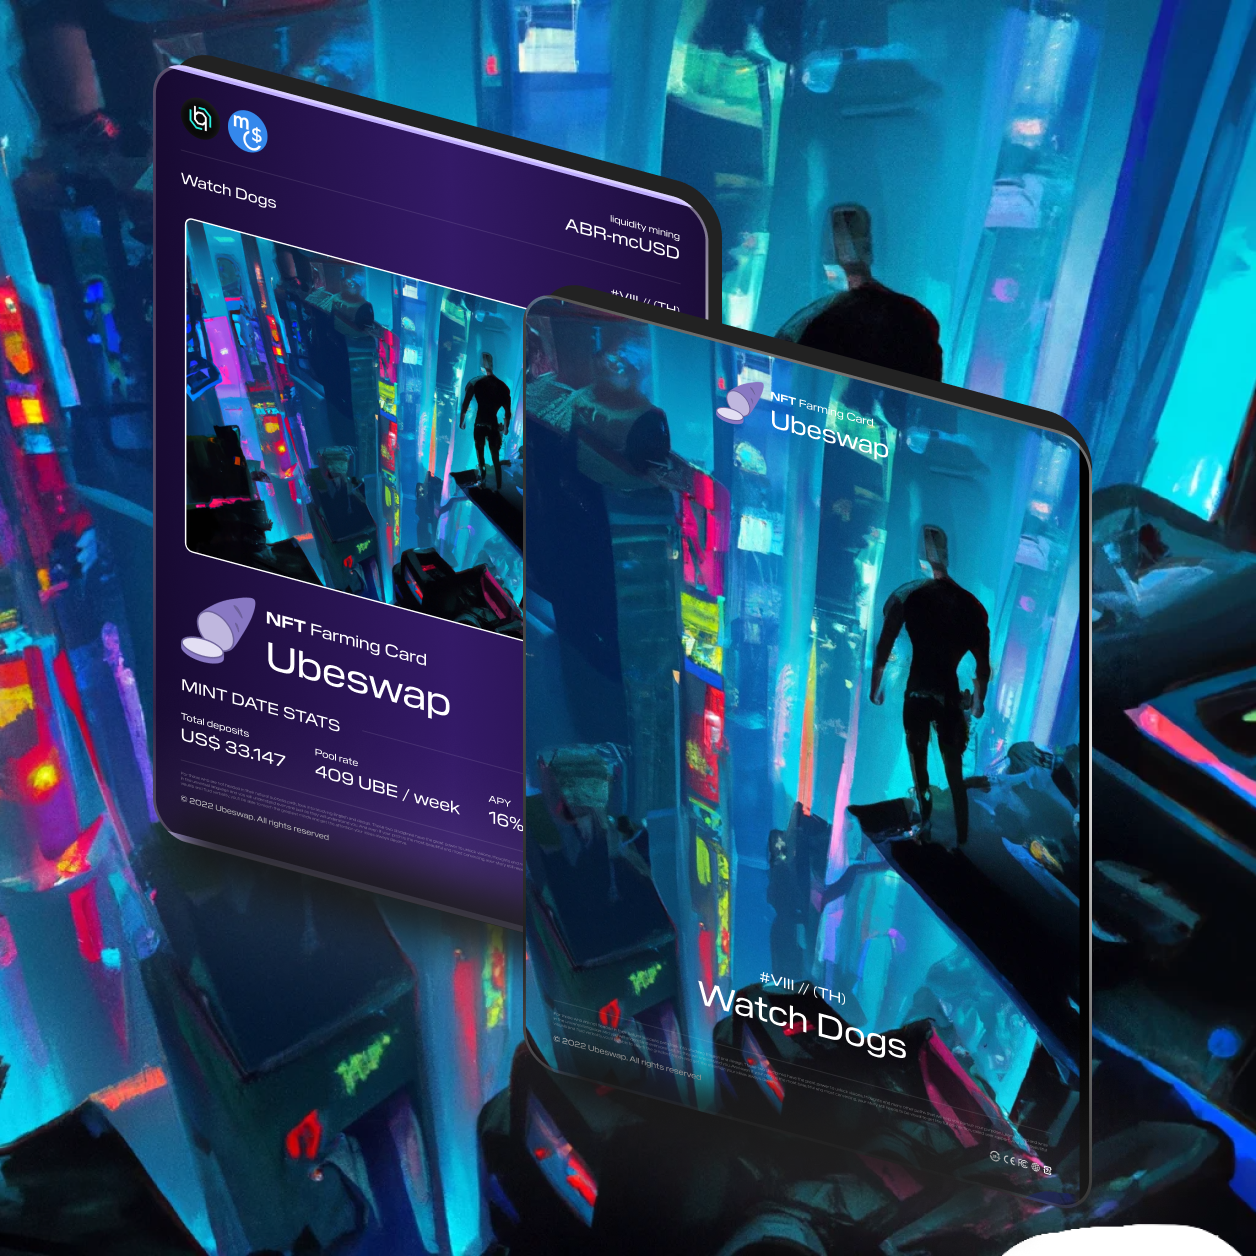 m
$
Watch Dogs
liquidity mining
ABR-mcUSD
#VIII // (TH)
NFT Farming Card
Ubeswap
MINT DATE STATS
Total deposits
US$ 33.147
Pool rate
409 UBE / week
APY
16%
© 2022 Ubeswap. All rights reserved
NFT Farming Card
Ubeswap
#VIII // (TH)
Watch Dogs
© 2022 Ubeswap. All rights reserved